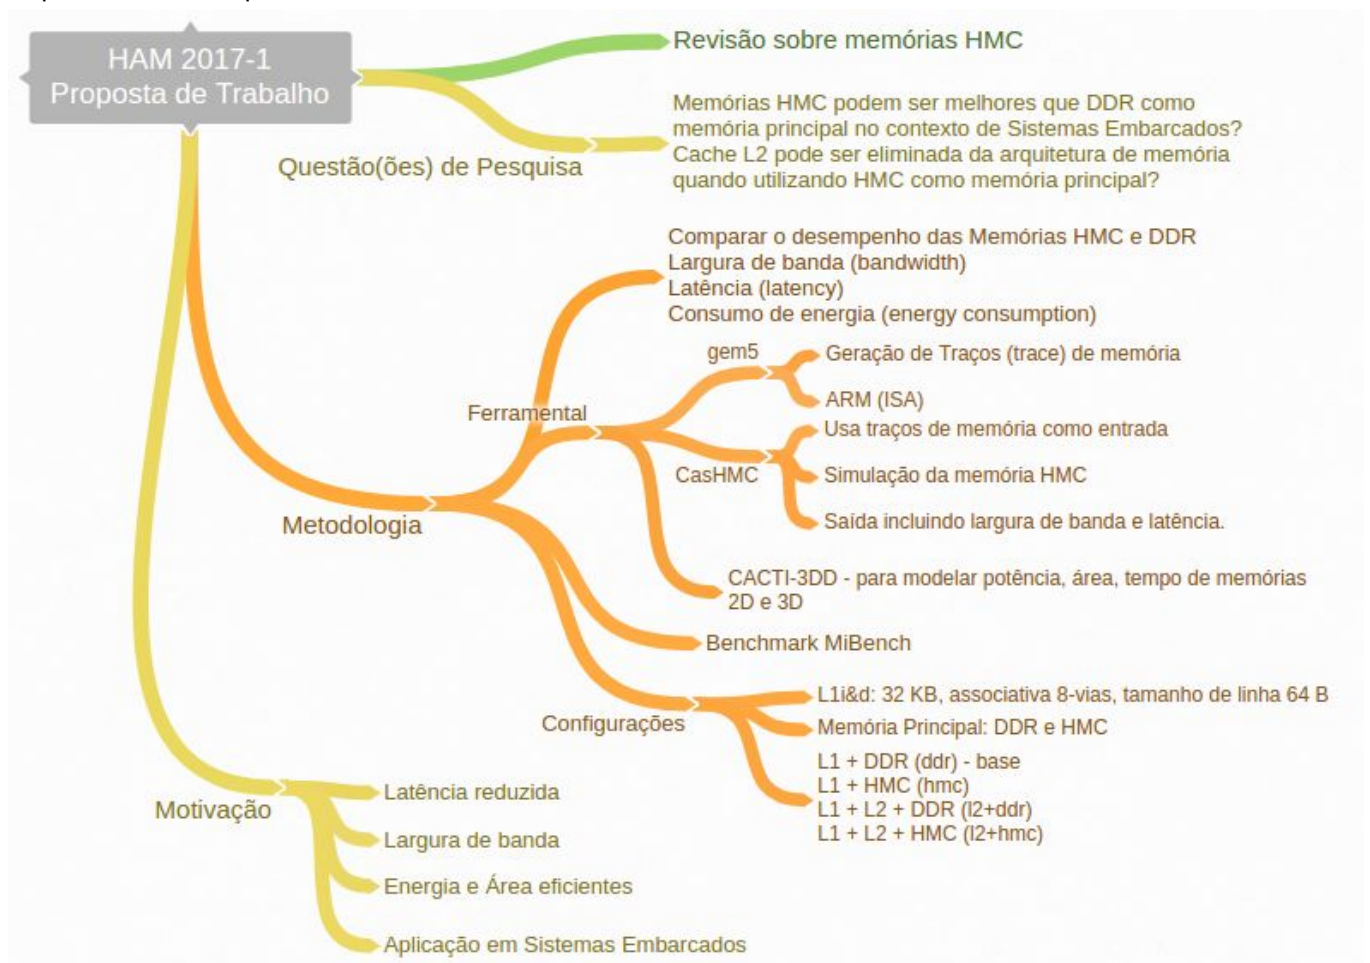 HAM 2017-1
Proposta de Trabalho
Revisão sobre memórias HMC
Questão(ões) de Pesquisa
Memórias HMC podem ser melhores que DDR como
memória principal no contexto de Sistemas Embarcados?
Cache L2 pode ser eliminada da arquitetura de memória
quando utilizando HMC como memória principal?
Metodologia
Comparar o desempenho das Memórias HMC e DDR
Largura de banda (bandwidth)
Latência (latency)
Consumo de energia (energy consumption)
Ferramental
gem5
Geração de Traços (trace) de memória
ARM (ISA)
CasHMC
Usa traços de memória como entrada
Simulação da memória HMC
Saída incluindo largura de banda e latência.
CACTI-3DD - para modelar potência, área, tempo de memórias
2D e 3D
Benchmark MiBench
Configurações
L1i&d: 32 KB, associativa 8-vias, tamanho de linha 64 B
Memória Principal: DDR e HMC
L1 + DDR (ddr) - base
L1 + HMC (hmc)
L1 + L2 + DDR (l2+ddr)
L1 + L2 + HMC (l2+hmc)
Motivação
Latência reduzida
Largura de banda
Energia e Área eficientes
Aplicação em Sistemas Embarcados